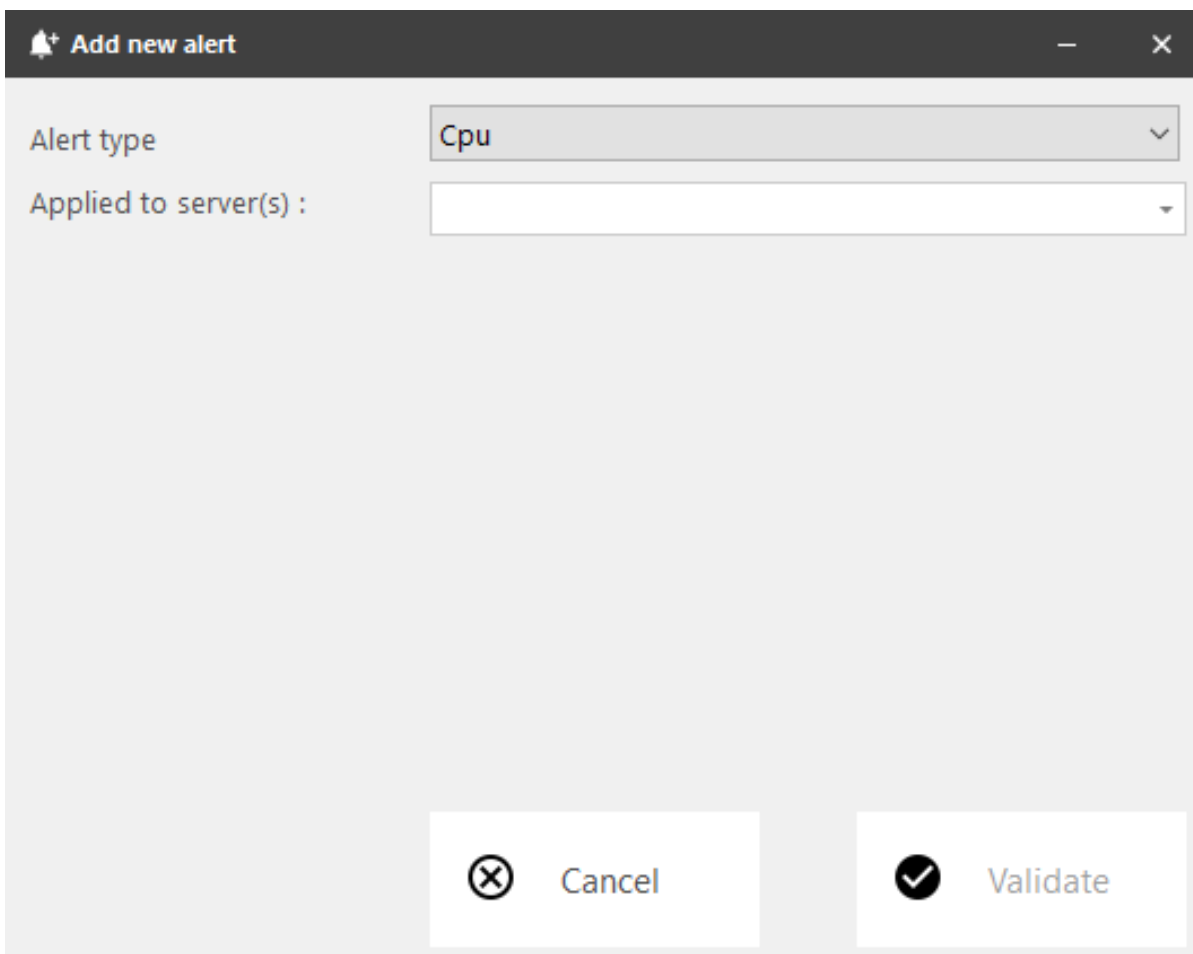 Add new alert
Alert type
Cpu
Applied to server(s) :
Cancel
Validate